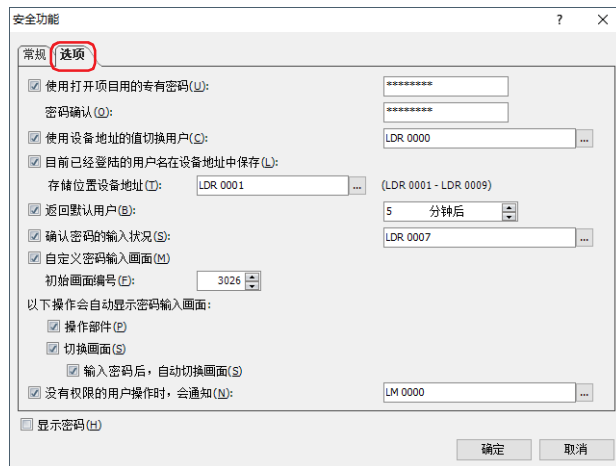 安全功能 ? ×
常规 选项
使用打开项目用的专有密码(U): ********
密码确认(O): ********
使用设备地址的值切换用户(C): LDR 0000 ...
目前已经登陆的用户名在设备地址中保存(L):
存储位置设备地址(T): LDR 0001 ... (LDR 0001 - LDR 0009)
返回默认用户(B): 5 分钟后
确认密码的输入状况(S): LDR 0007 ...
自定义密码输入画面(M)
初始画面编号(F): 3026
以下操作会自动显示密码输入画面:
操作部件(P)
切换画面(S)
输入密码后，自动切换画面(S)
没有权限的用户操作时，会通知(N): LM 0000 ...
显示密码(H)
确定 取消